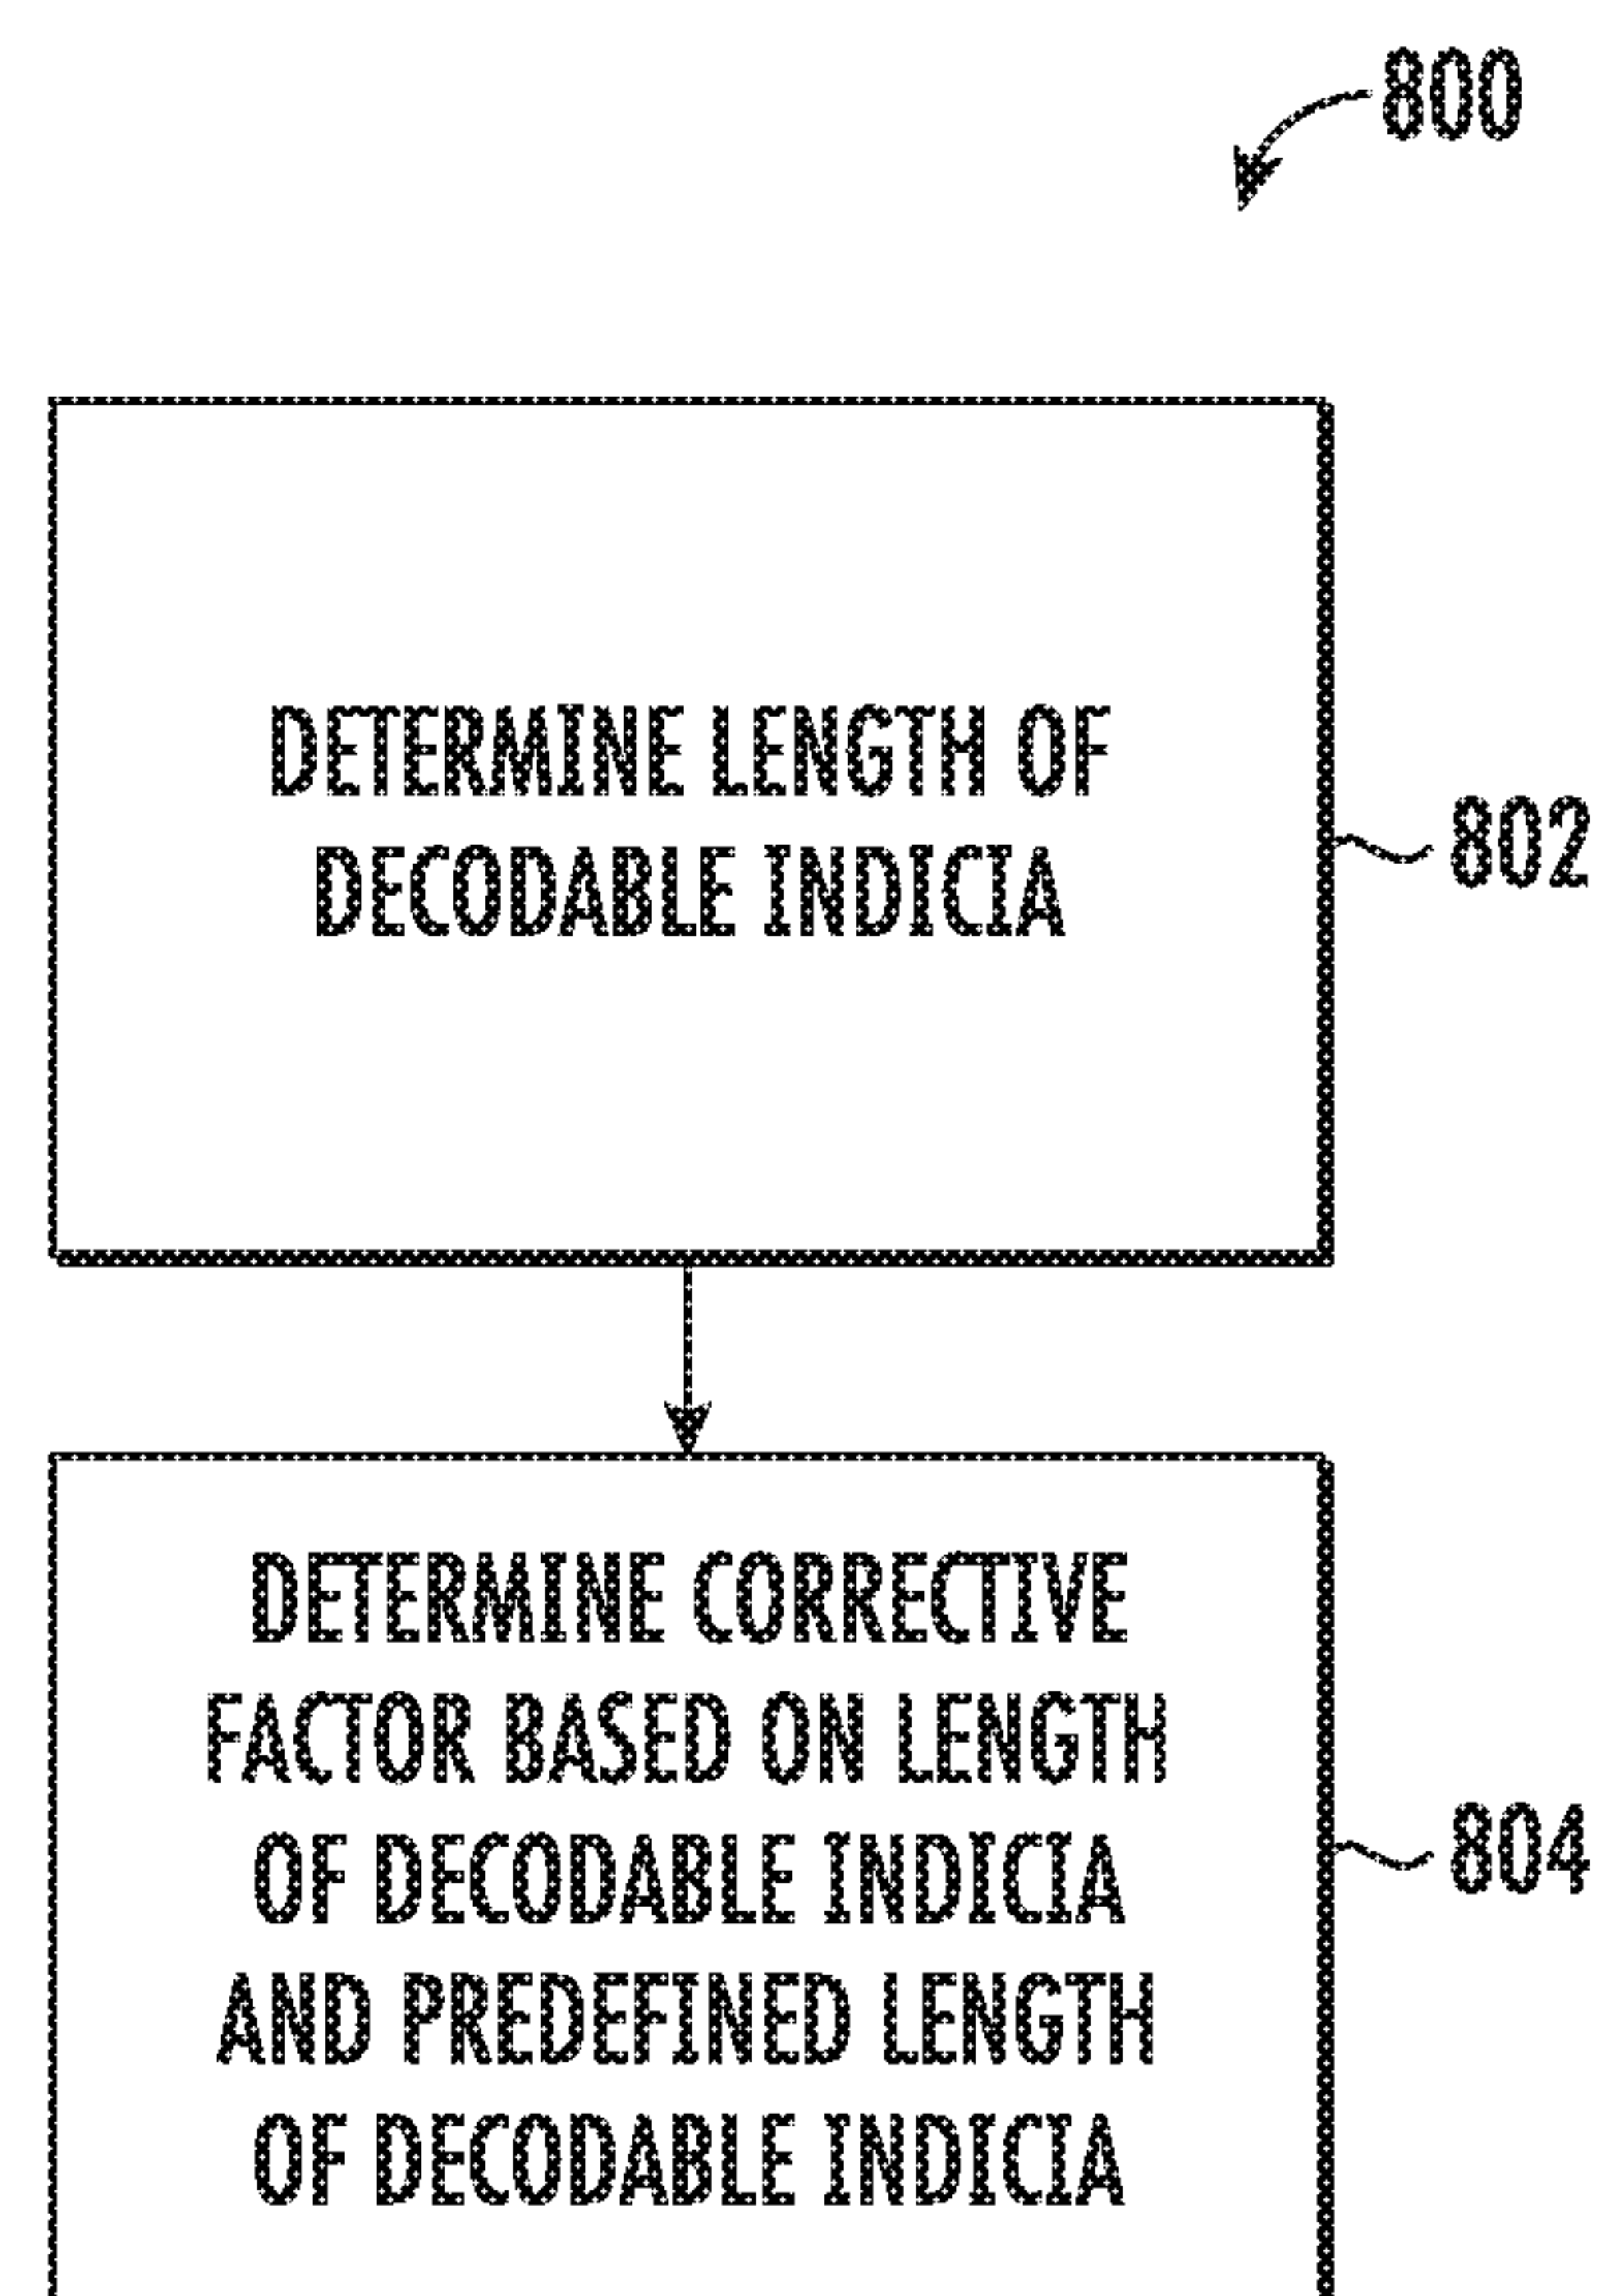 800
DETERMINE LENGTH OF
DECODABLE INDICIA
802
DETERMINE CORRECTIVE
FACTOR BASED ON LENGTH
OF DECODABLE INDICIA
AND PREDEFINED LENGTH
OF DECODABLE INDICIA
804